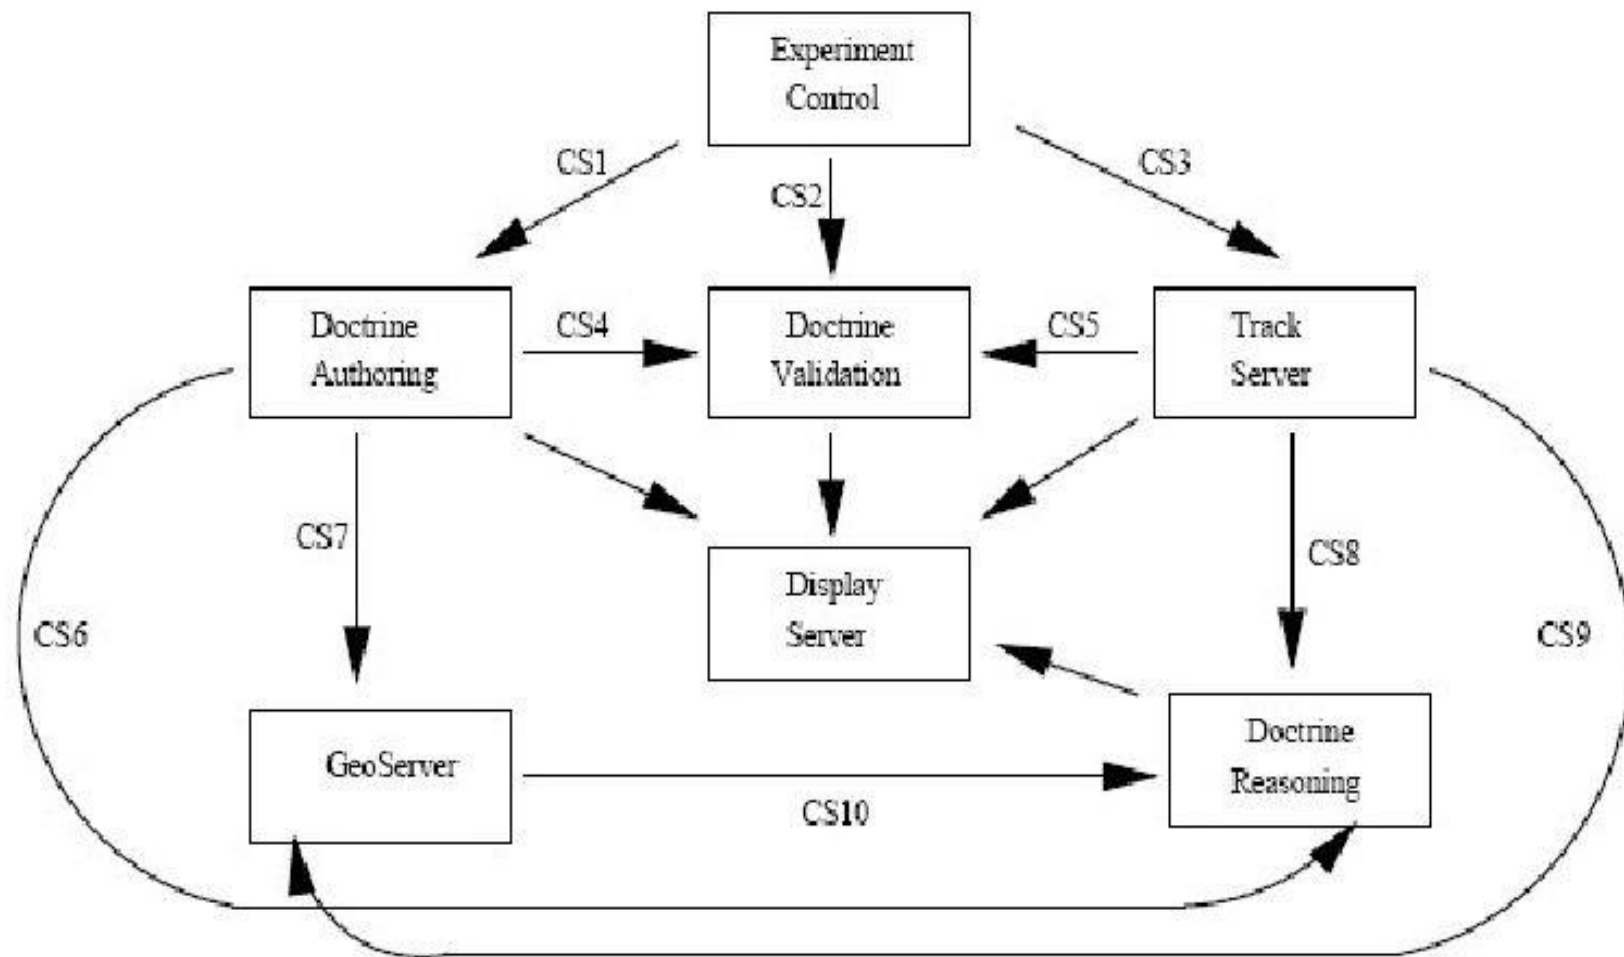 Experiment
Control
CS1
CS2
CS3
Doctrine
Authoring
CS4
Doctrine
Validation
CS5
Track
Server
CS7
CS8
Display
Server
CS6
CS9
GeoServer
CS10
Doctrine
Reasoning